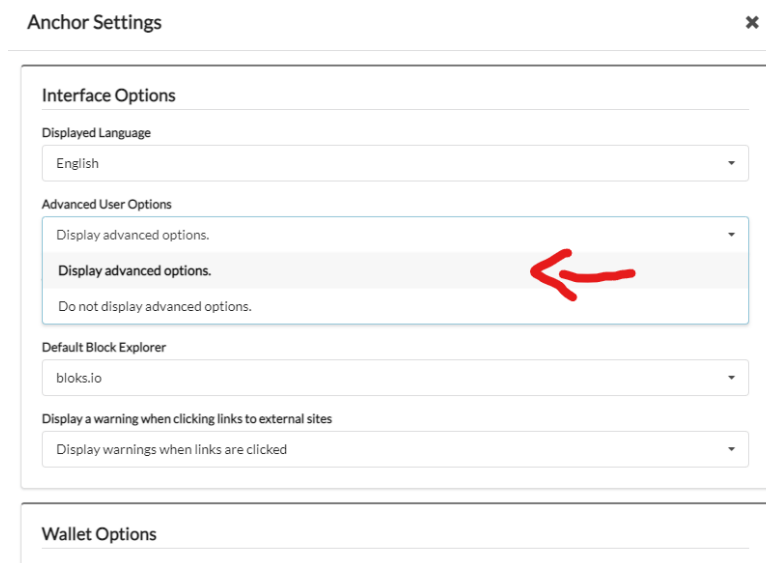 Anchor Settings
Interface Options
Displayed Language
English
Advanced User Options
Display advanced options.
Display advanced options.
Do not display advanced options.
Default Block Explorer
bloks.io
Display a warning when clicking links to external sites
Display warnings when links are clicked
Wallet Options